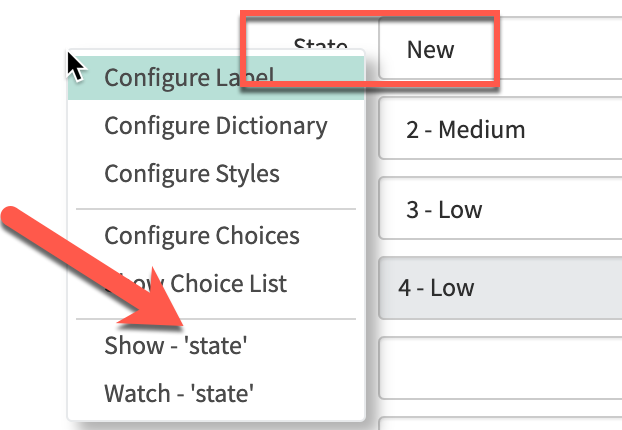 State New
Configure Label
Configure Dictionary
2 - Medium
Configure Styles
3 - Low
Configure Choices
Show Choice List
4 - Low
Show - 'state'
Watch - 'state'